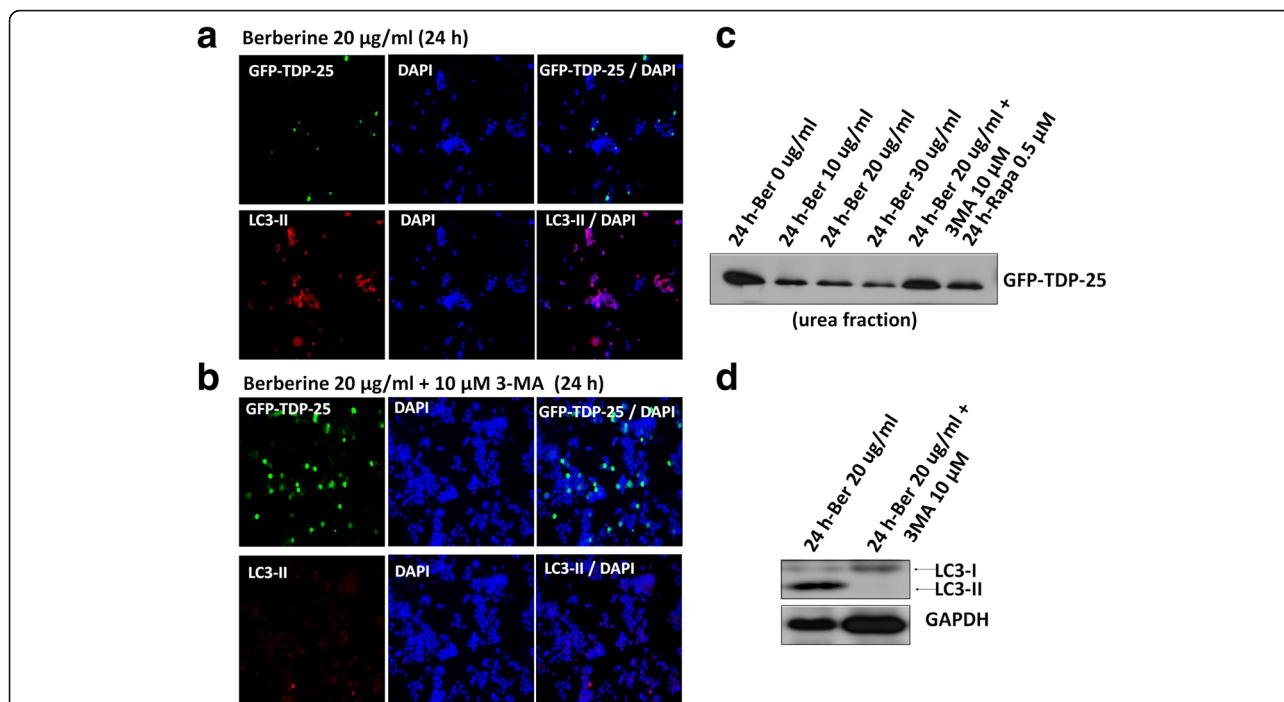 a
Berberine 20 µg/ml (24 h)
GFP-TDP-25
DAPI
GFP-TDP-25 / DAPI
LC3-II
DAPI
LC3-II / DAPI
b
Berberine 20 µg/ml + 10 µM 3-MA (24 h)
GFP-TDP-25
DAPI
GFP-TDP-25 / DAPI
LC3-II
DAPI
LC3-II / DAPI
c
24 h-Ber 0 ug/ml
24 h-Ber 10 ug/ml
24 h-Ber 20 ug/ml
24 h-Ber 30 ug/ml
24 h-Ber 20 ug/ml +
3MA 10 µM
24 h-Rapa 0.5 µM
GFP-TDP-25
(urea fraction)
d
24 h-Ber 20 ug/ml
24 h-Ber 20 ug/ml +
3MA 10 µM
LC3-I
LC3-II
GAPDH